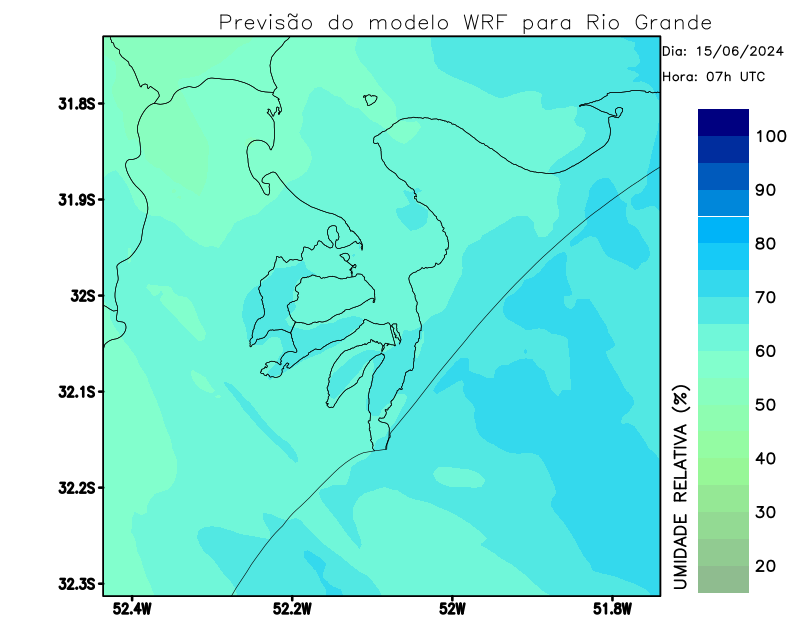 Previsão do modelo WRF para Rio Grande
Dia: 15/06/2024
Hora: 07h UTC
31.8S
31.9S
32S
32.1S
32.2S
32.3S
52.4W
52.2W
52W
51.8W
UMIDADE RELATIVA (%)
100
90
80
70
60
50
40
30
20